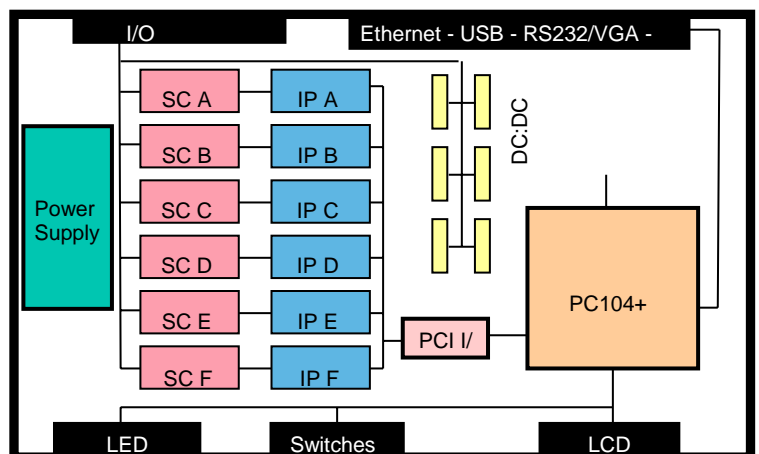 I/O
Ethernet - USB - RS232/VGA -
SC A
IP A
SC B
IP B
SC C
IP C
SC D
IP D
SC E
IP E
SC F
IP F
DC:DC
Power
Supply
PC104+
PCI I/
LED
Switches
LCD